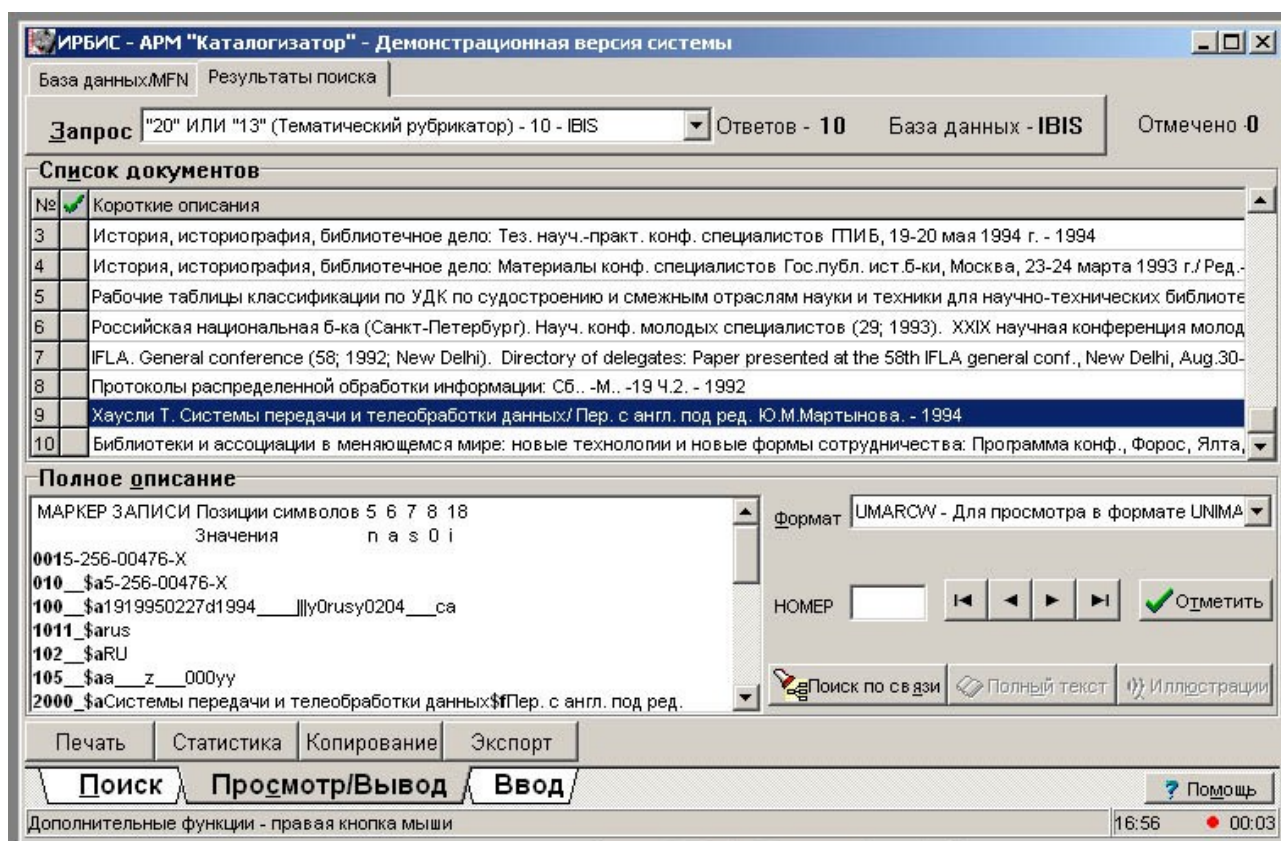 ИРБИС - АРМ "Каталогизатор" - Демонстрационная версия системы
База данных/MFN Результаты поиска
Запрос "20" ИЛИ "13" (Тематический рубрикатор) - 10 - IBIS Ответов - 10 База данных - IBIS Отмечено - 0
Список документов
№ Короткие описания
3 История, историография, библиотечное дело: Тез. науч.-практ. конф. специалистов ГПИБ, 19-20 мая 1994 г. - 1994
4 История, историография, библиотечное дело: Материалы конф. специалистов Гос.публ. ист.б-ки, Москва, 23-24 марта 1993 г./ Ред.-
5 Рабочие таблицы классификации по УДК по судостроению и смежным отраслям науки и техники для научно-технических библиоте
6 Российская национальная б-ка (Санкт-Петербург). Науч. конф. молодых специалистов (29; 1993). XXIX научная конференция молод
7 IFLA. General conference (58; 1992; New Delhi). Directory of delegates: Paper presented at the 58th IFLA general conf., New Delhi, Aug.30-
8 Протоколы распределенной обработки информации: Сб.. -М.. -19 Ч.2. - 1992
9 Хаусли Т. Системы передачи и телеобработки данных/ Пер. с англ. под ред. Ю.М.Мартынова. - 1994
10 Библиотеки и ассоциации в меняющемся мире: новые технологии и новые формы сотрудничества: Программа конф., Форос, Ялта,
Полное описание
МАРКЕР ЗАПИСИ Позиции символов 5 6 7 8 18
Значения n a s 0 i
0015-256-00476-X
010__$a5-256-00476-X
100__$a1919950227d1994____|||y0rusy0204___ca
1011_$arus
102__$aRU
105__$aa___z___000yy
2000_$aСистемы передачи и телеобработки данных$fПер. с англ. под ред.
Формат UMARCW - Для просмотра в формате UNIMA
НОМЕР Отметить
Поиск по связи Полный текст Иллюстрации
Печать Статистика Копирование Экспорт
Поиск Просмотр/Вывод Ввод Помощь
Дополнительные функции - правая кнопка мыши 16:56 00:03